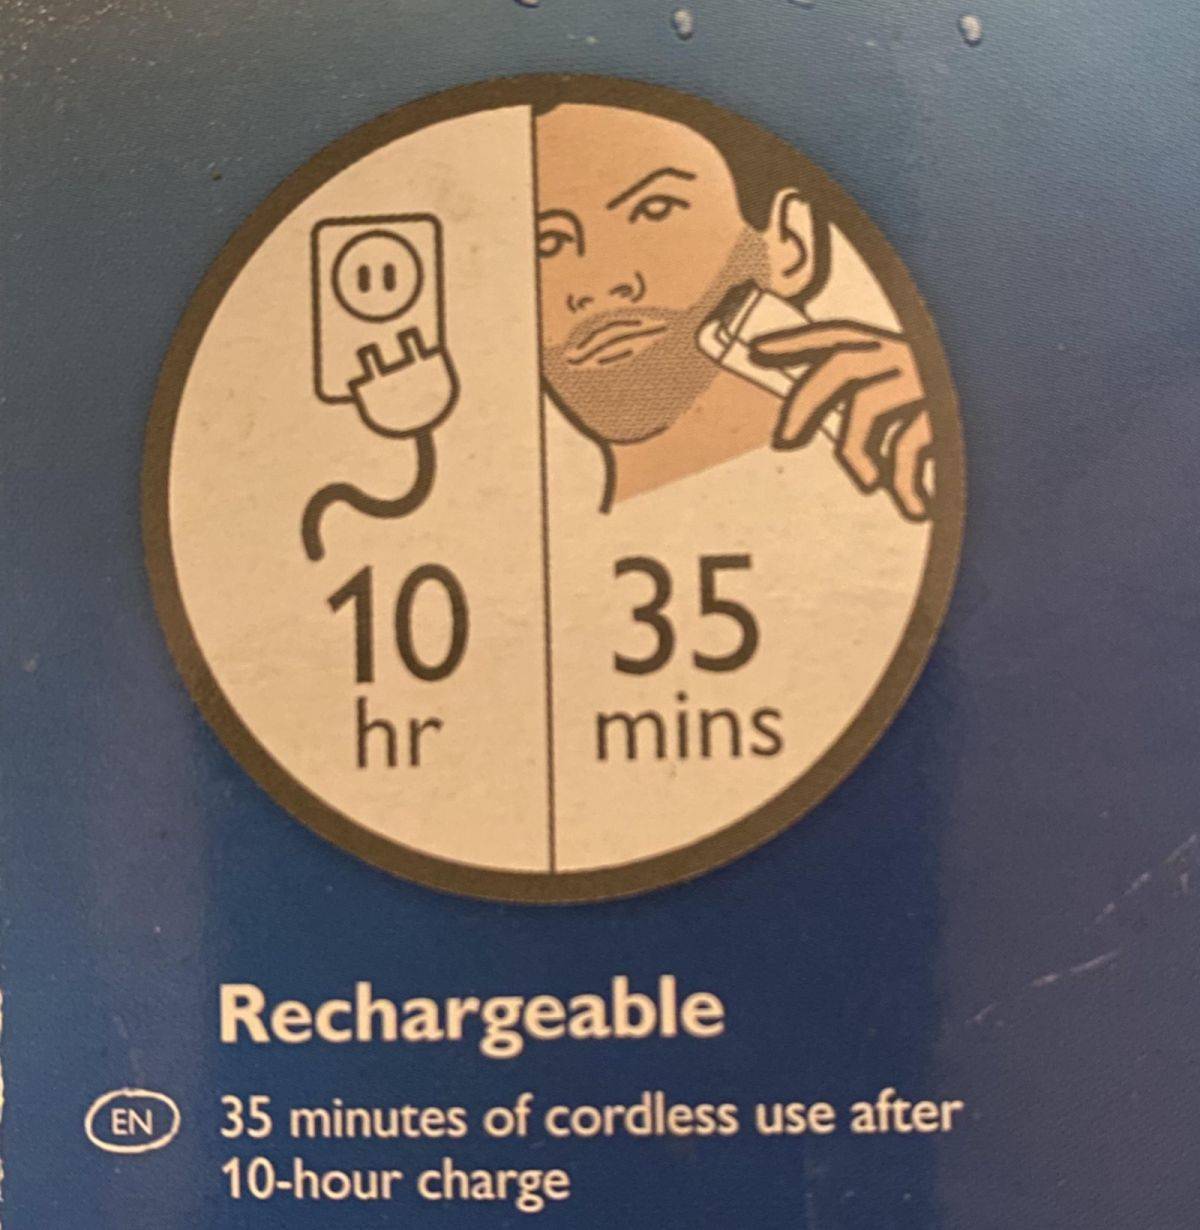 10
hr
35
mins
Rechargeable
EN
35 minutes of cordless use after
10-hour charge